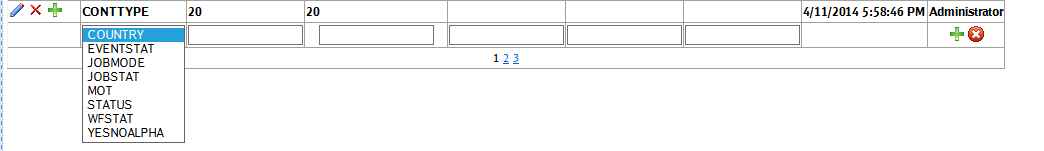 CONTTYPE 20 20 4/11/2014 5:58:46 PM Administrator
COUNTRY
EVENTSTAT
JOBMODE
JOBSTAT
MOT
STATUS
WFSTAT
YESNOALPHA
1 2 3